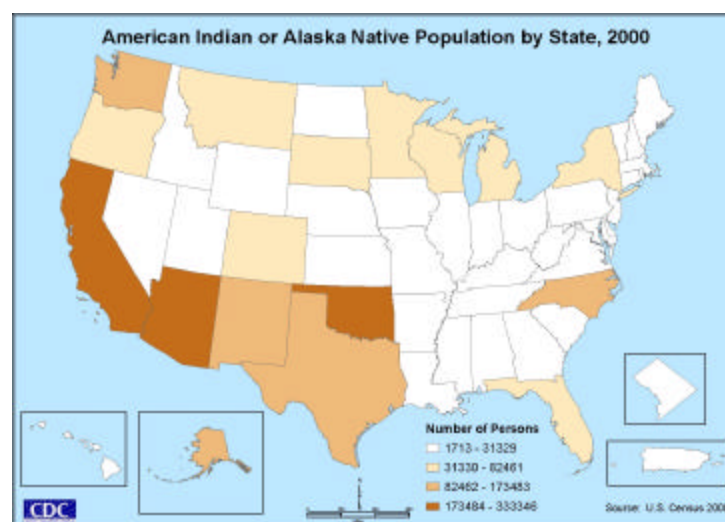 American Indian or Alaska Native Population by State, 2000
Number of Persons
1713 - 31329
31330 - 82461
82462 - 173483
173484 - 333346
CDC
Source: U.S. Census